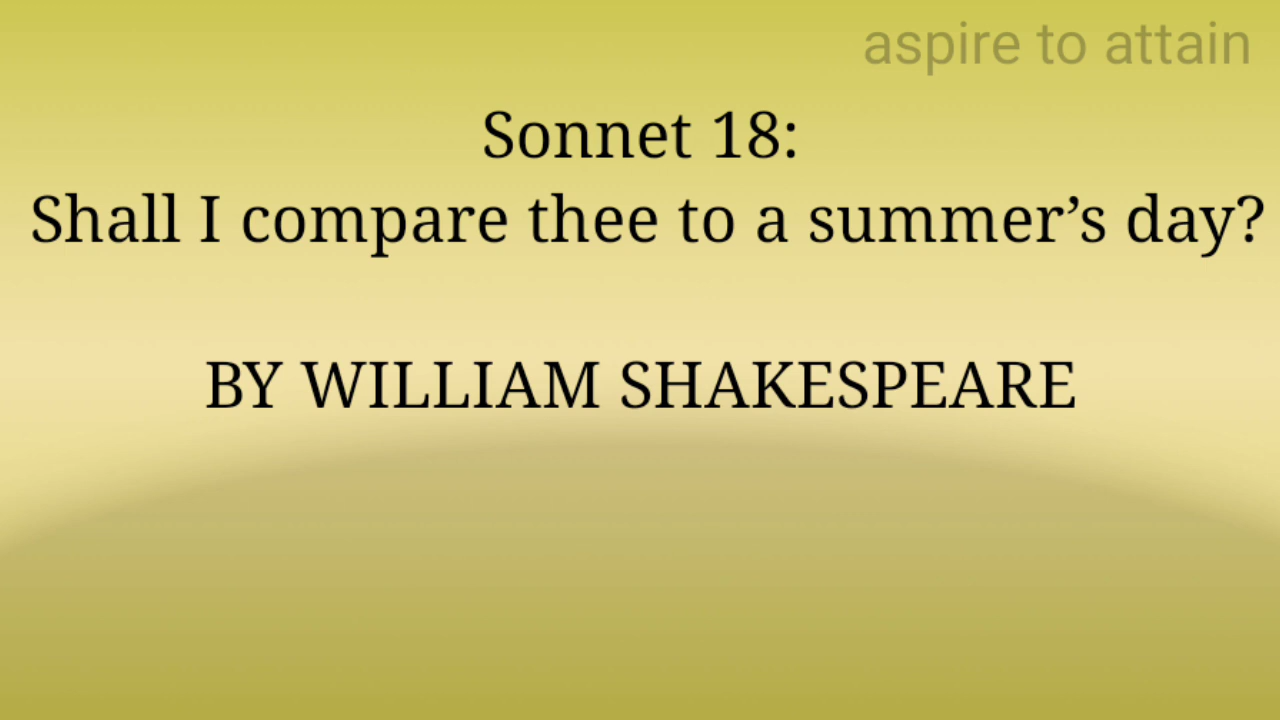 aspire to attain
Sonnet 18:
Shall I compare thee to a summer’s day?
BY WILLIAM SHAKESPEARE